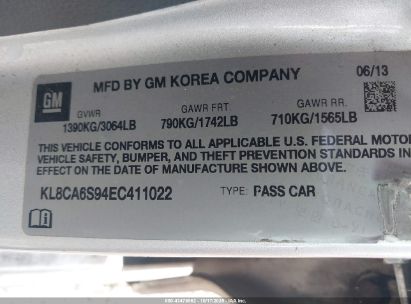 GM
MFD BY GM KOREA COMPANY
06/13
GVWR GAWR FRT GAWR RR
1390KG/3064LB 790KG/1742LB 710KG/1565LB
THIS VEHICLE CONFORMS TO ALL APPLICABLE U.S. FEDERAL MOTOR
VEHICLE SAFETY, BUMPER, AND THEFT PREVENTION STANDARDS IN
EFFECT ON THE DATE OF MANUFACTURE SHOWN ABOVE.
KL8CA6S94EC411022 TYPE: PASS CAR